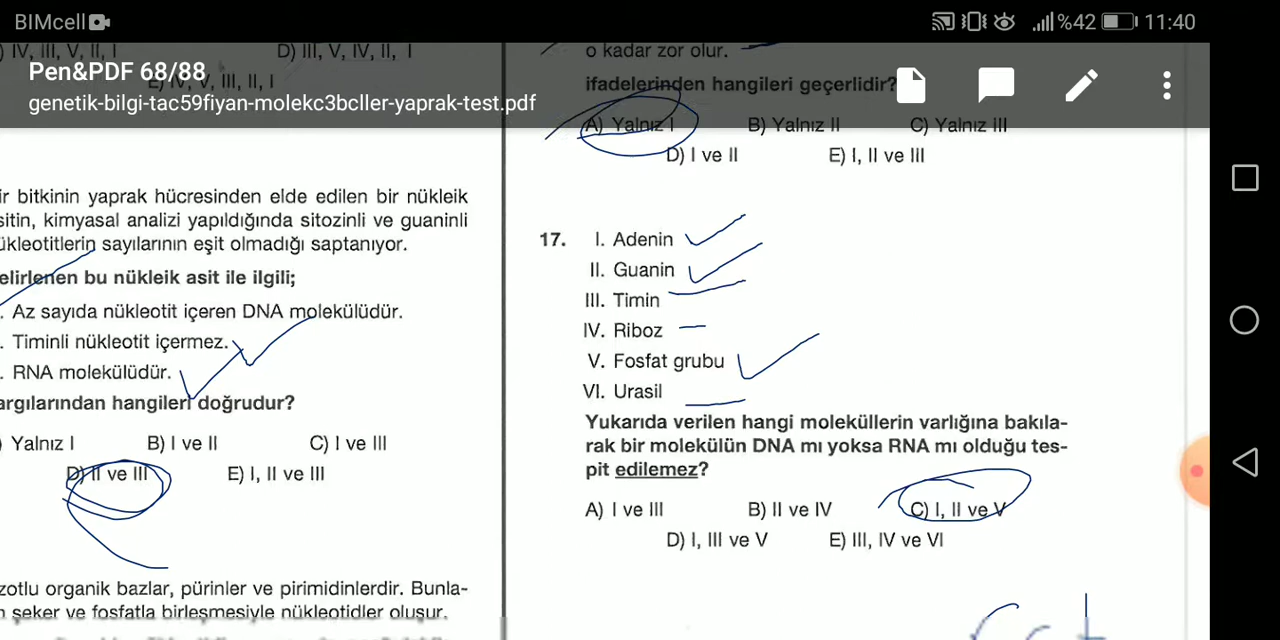 BIMcell %42 11:40
) IV, III, V, II, I D) III, V, IV, II, I
E) IV, V, III, II, I
Pen&PDF 68/88
genetik-bilgi-tac59fiyan-molekc3bcller-yaprak-test.pdf
ir bitkinin yaprak hücresinden elde edilen bir nükleik
sitin, kimyasal analizi yapıldığında sitozinli ve guaninli
ükleotitlerin sayılarının eşit olmadığı saptanıyor.
elirlenen bu nükleik asit ile ilgili;
. Az sayıda nükleotit içeren DNA molekülüdür.
. Timinli nükleotit içermez.
. RNA molekülüdür.
argılarından hangileri doğrudur?
) Yalnız I B) I ve II C) I ve III
D) II ve III E) I, II ve III
zotlu organik bazlar, pürinler ve pirimidinlerdir. Bunla-
n şeker ve fosfatla birleşmesiyle nükleotidler oluşur.
o kadar zor olur.
ifadelerinden hangileri geçerlidir?
A) Yalnız I B) Yalnız II C) Yalnız III
D) I ve II E) I, II ve III
17. I. Adenin
II. Guanin
III. Timin
IV. Riboz
V. Fosfat grubu
VI. Urasil
Yukarıda verilen hangi moleküllerin varlığına bakıla-
rak bir molekülün DNA mı yoksa RNA mı olduğu tes-
pit edilemez?
A) I ve III B) II ve IV C) I, II ve V
D) I, III ve V E) III, IV ve VI